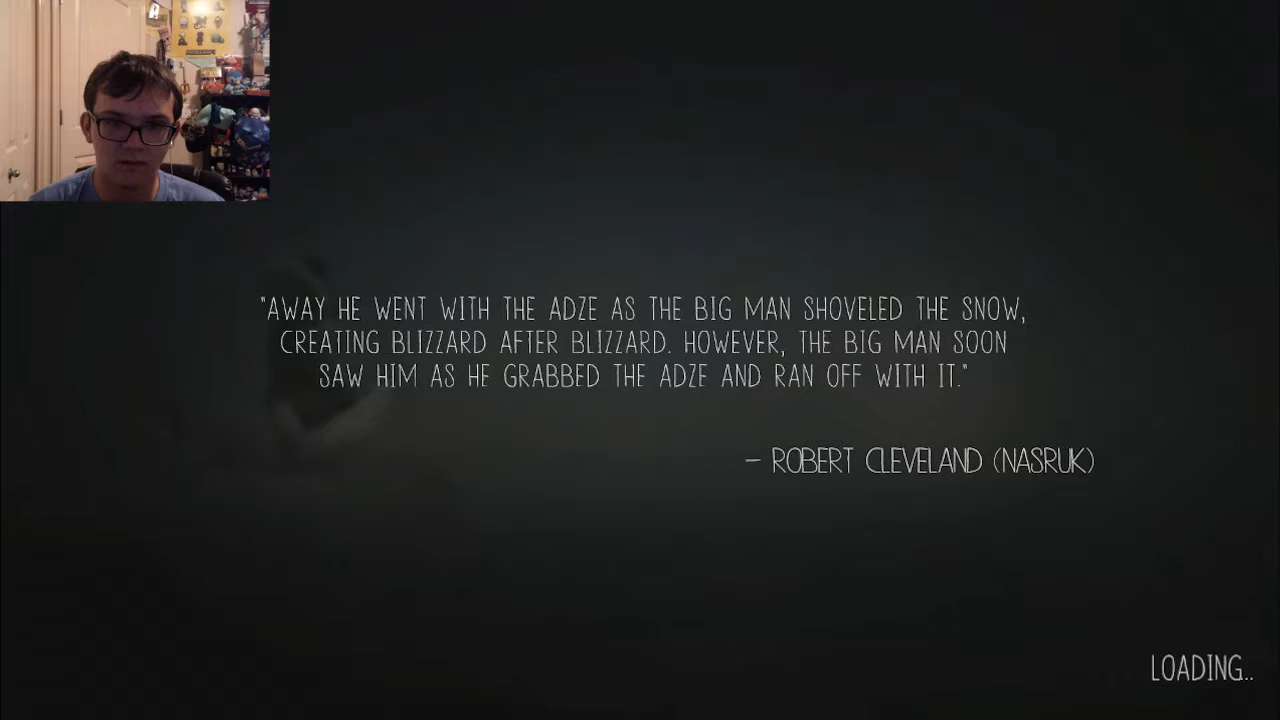 "AWAY HE WENT WITH THE ADZE AS THE BIG MAN SHOVELED THE SNOW,
CREATING BLIZZARD AFTER BLIZZARD. HOWEVER, THE BIG MAN SOON
SAW HIM AS HE GRABBED THE ADZE AND RAN OFF WITH IT."
– ROBERT CLEVELAND (NASRUK)
LOADING..